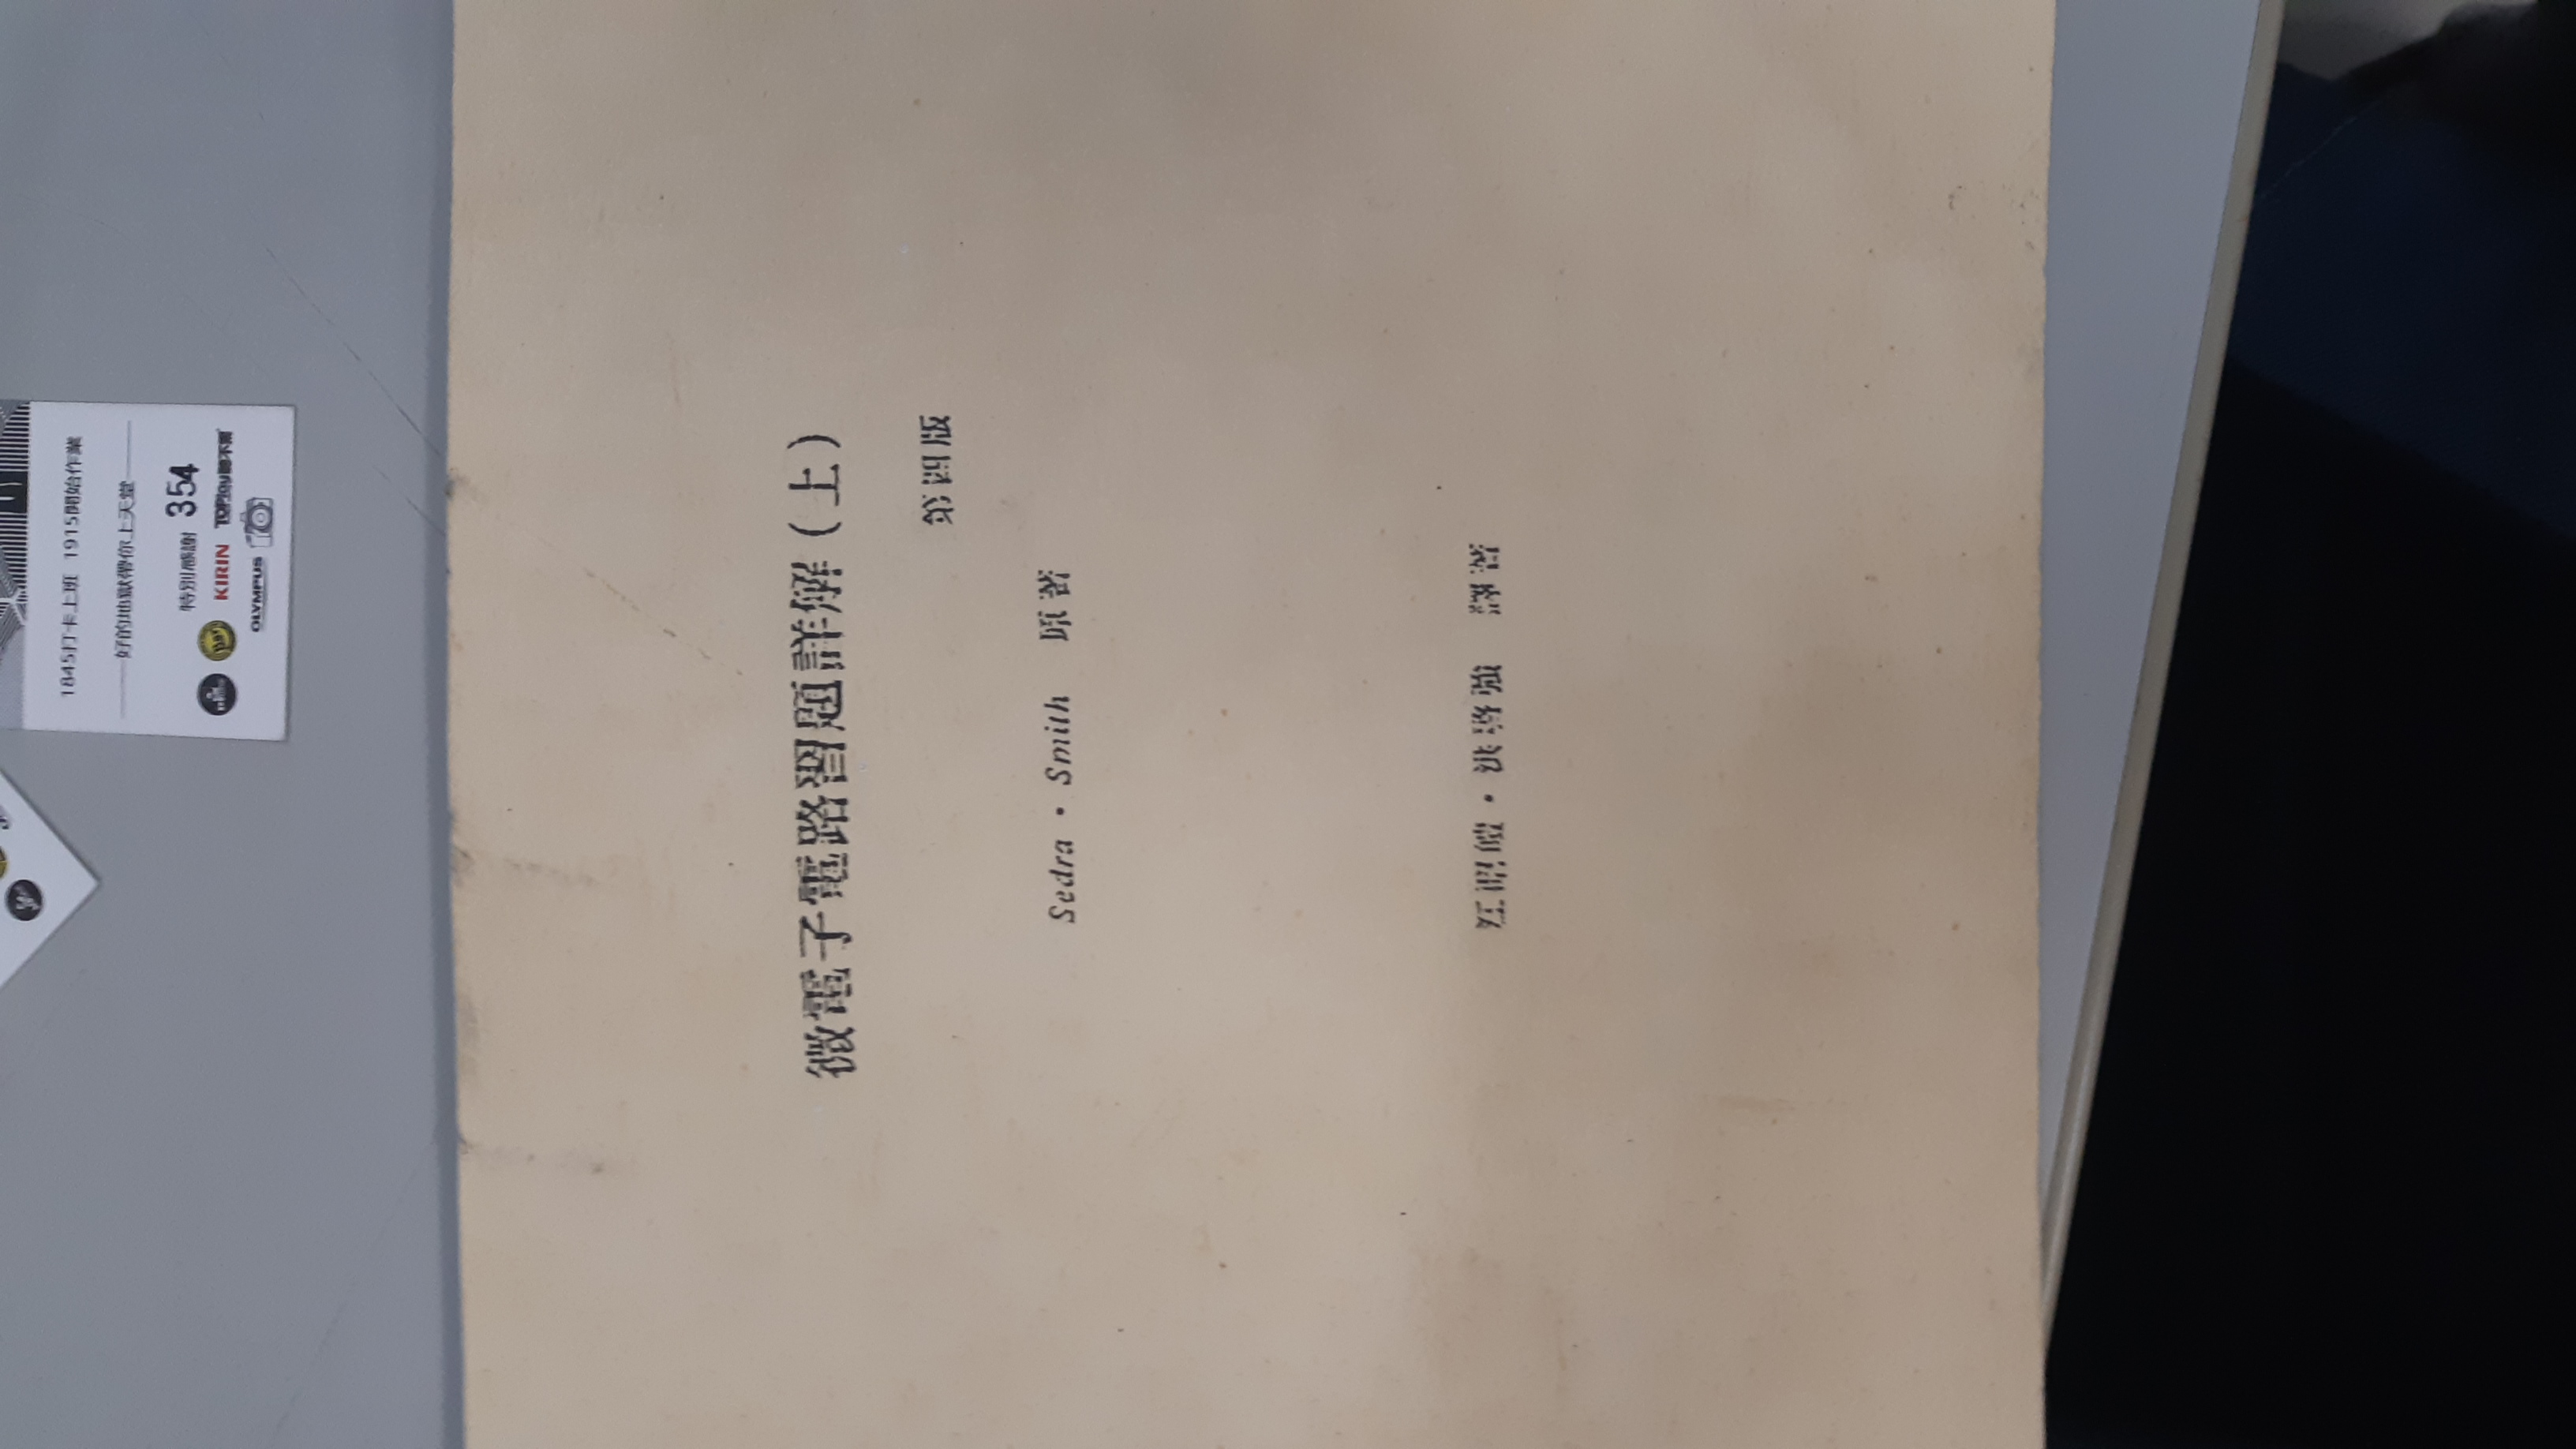 1845打卡上班 1915開始作業
好的地獄帶你上天堂
特別感謝 354
Bar KIRIN TOPlay聽不累
OLYMPUS
微電子電路習題詳解(上)
第四版
Sedra・Smith 原著
江昭皚・洪啓強 譯著